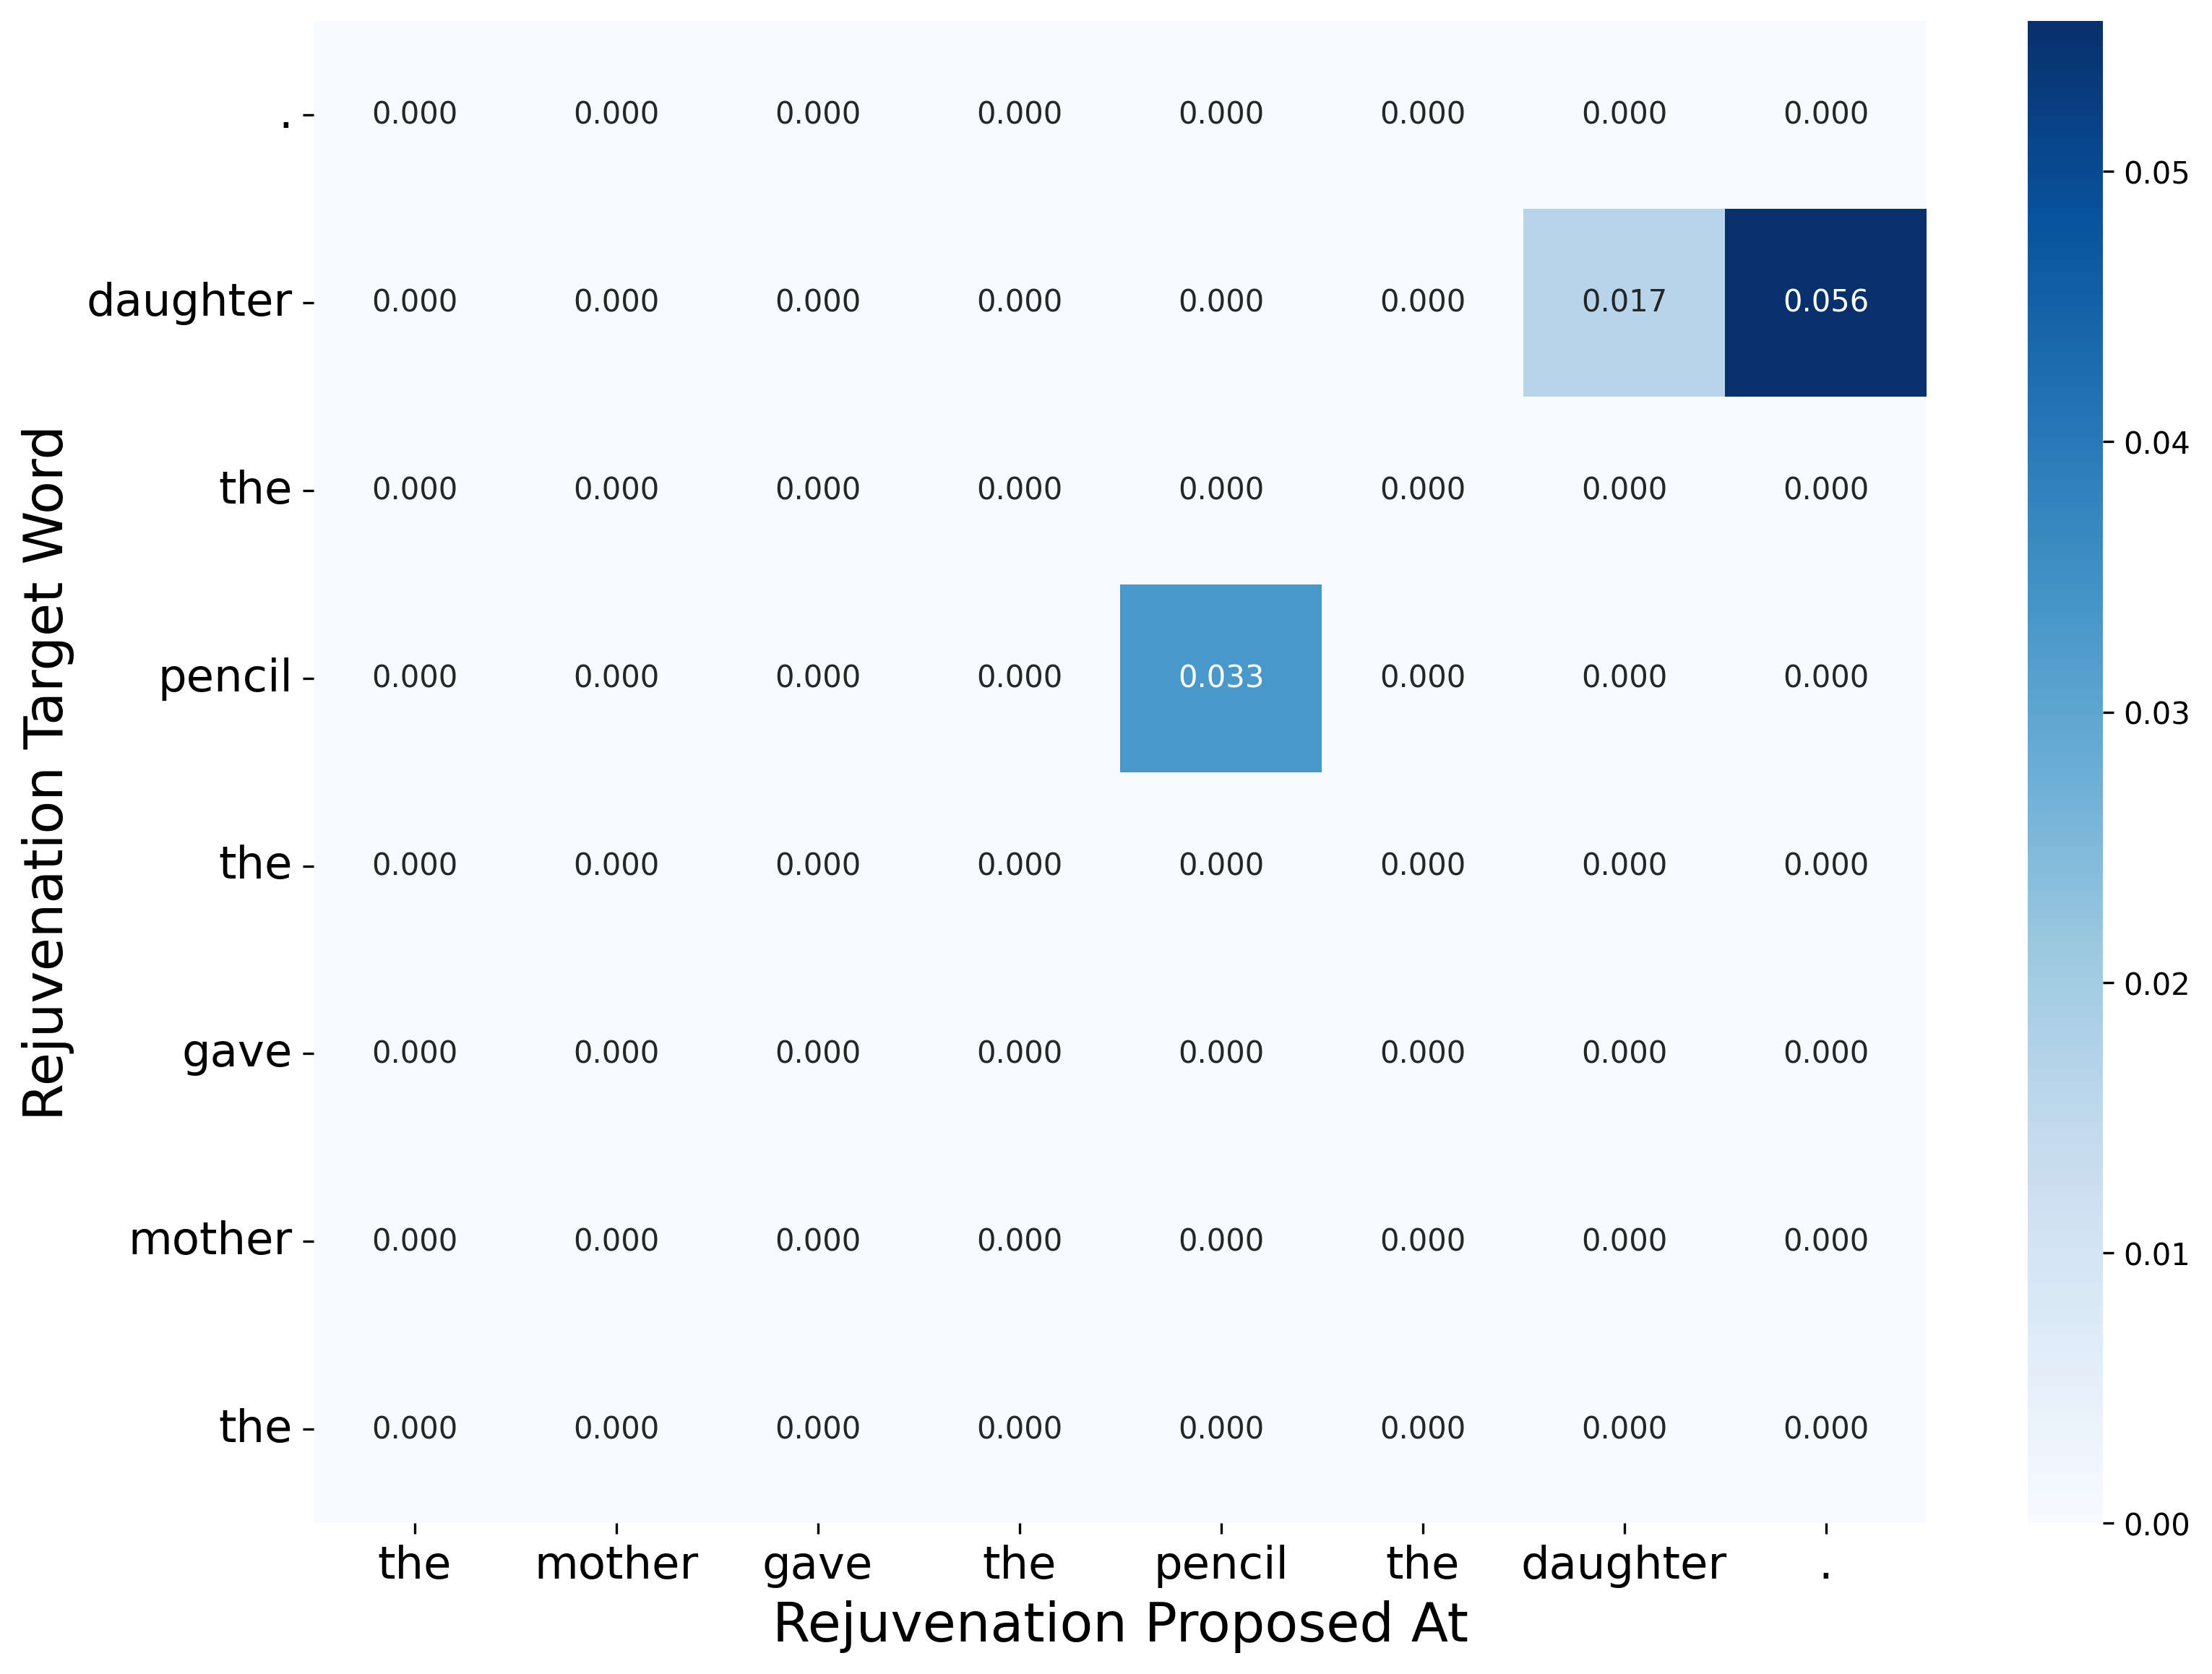 . 0.000 0.000 0.000 0.000 0.000 0.000 0.000 0.000
daughter 0.000 0.000 0.000 0.000 0.000 0.000 0.017 0.056
the 0.000 0.000 0.000 0.000 0.000 0.000 0.000 0.000
pencil 0.000 0.000 0.000 0.000 0.033 0.000 0.000 0.000
the 0.000 0.000 0.000 0.000 0.000 0.000 0.000 0.000
gave 0.000 0.000 0.000 0.000 0.000 0.000 0.000 0.000
mother 0.000 0.000 0.000 0.000 0.000 0.000 0.000 0.000
the 0.000 0.000 0.000 0.000 0.000 0.000 0.000 0.000
the mother gave the pencil the daughter .
Rejuvenation Proposed At
Rejuvenation Target Word
0.05
0.04
0.03
0.02
0.01
0.00